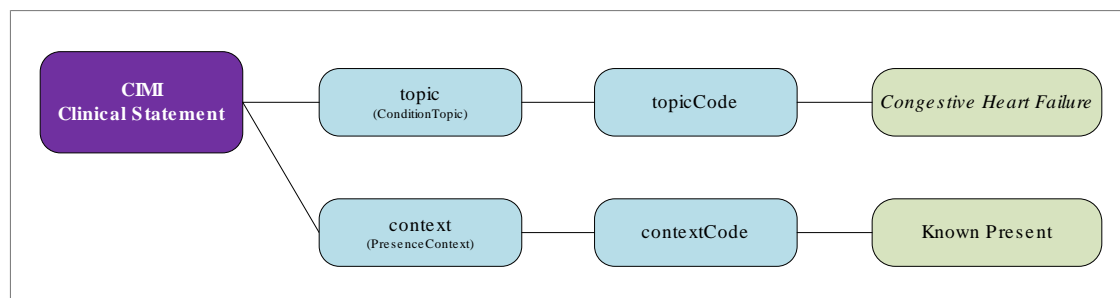 CIMI
Clinical Statement
topic
(ConditionTopic)
topicCode
Congestive Heart Failure
context
(PresenceContext)
contextCode
Known Present